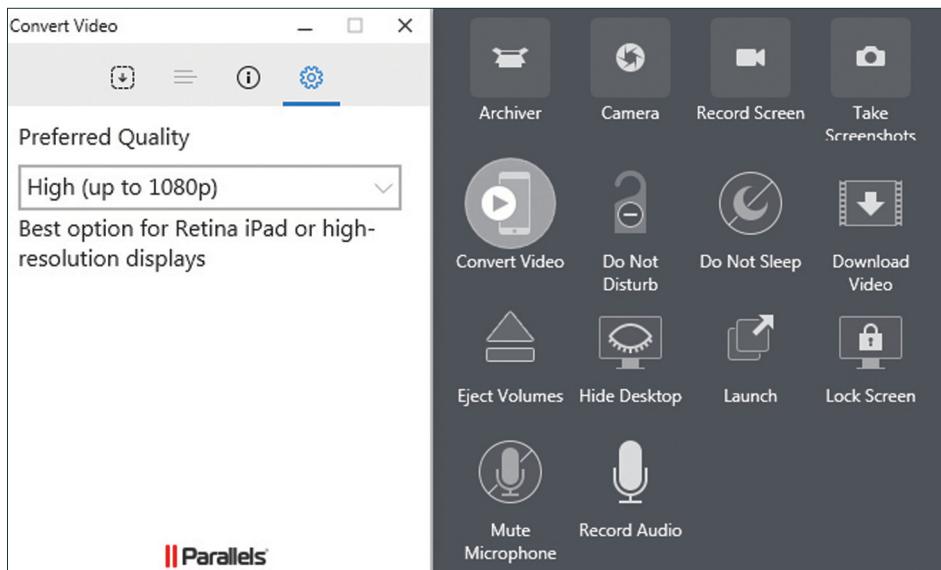 Convert Video
Preferred Quality
High (up to 1080p)
Best option for Retina iPad or high-
resolution displays
Parallels
Archiver
Camera
Record Screen
Take
Screenshots
Convert Video
Do Not
Disturb
Do Not Sleep
Download
Video
Eject Volumes
Hide Desktop
Launch
Lock Screen
Mute
Microphone
Record Audio